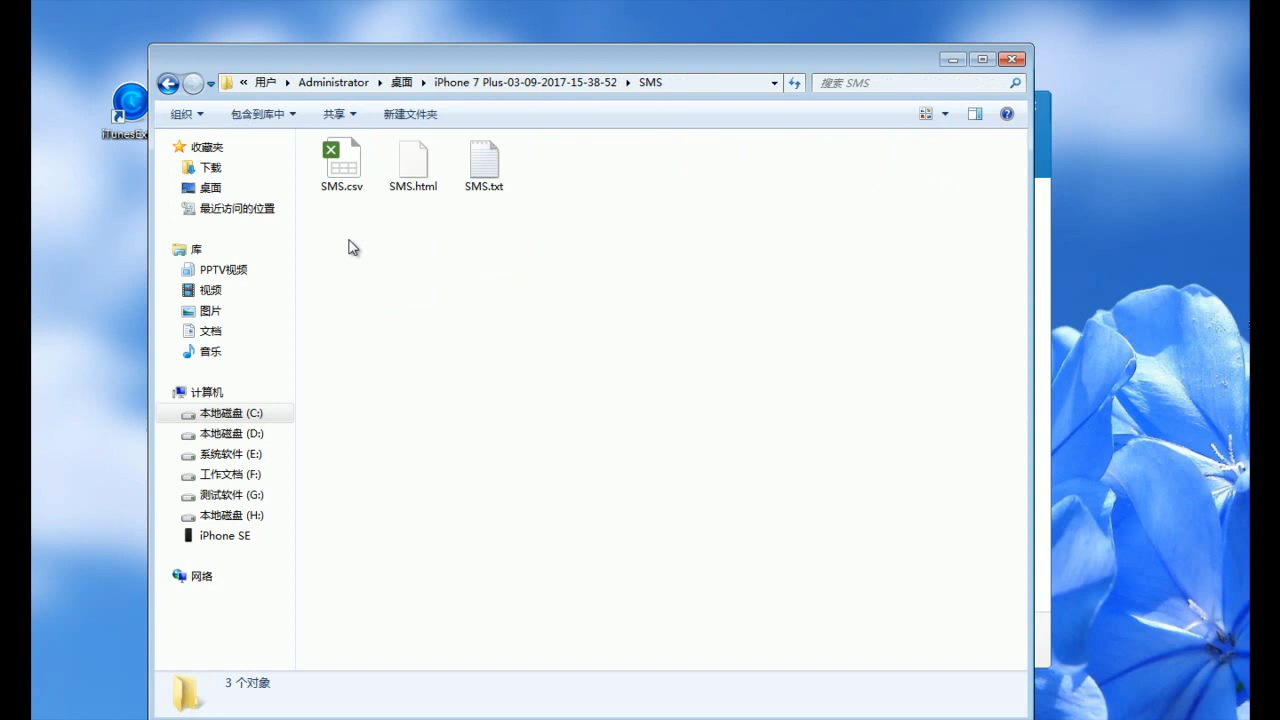 « 用户 ▸ Administrator ▸ 桌面 ▸ iPhone 7 Plus-03-09-2017-15-38-52 ▸ SMS
搜索 SMS
组织 包含到库中 共享 新建文件夹
iTunesEx
收藏夹
下载
桌面
最近访问的位置
库
PPTV视频
视频
图片
文档
音乐
计算机
本地磁盘 (C:)
本地磁盘 (D:)
系统软件 (E:)
工作文档 (F:)
测试软件 (G:)
本地磁盘 (H:)
iPhone SE
网络
SMS.csv SMS.html SMS.txt
3 个对象